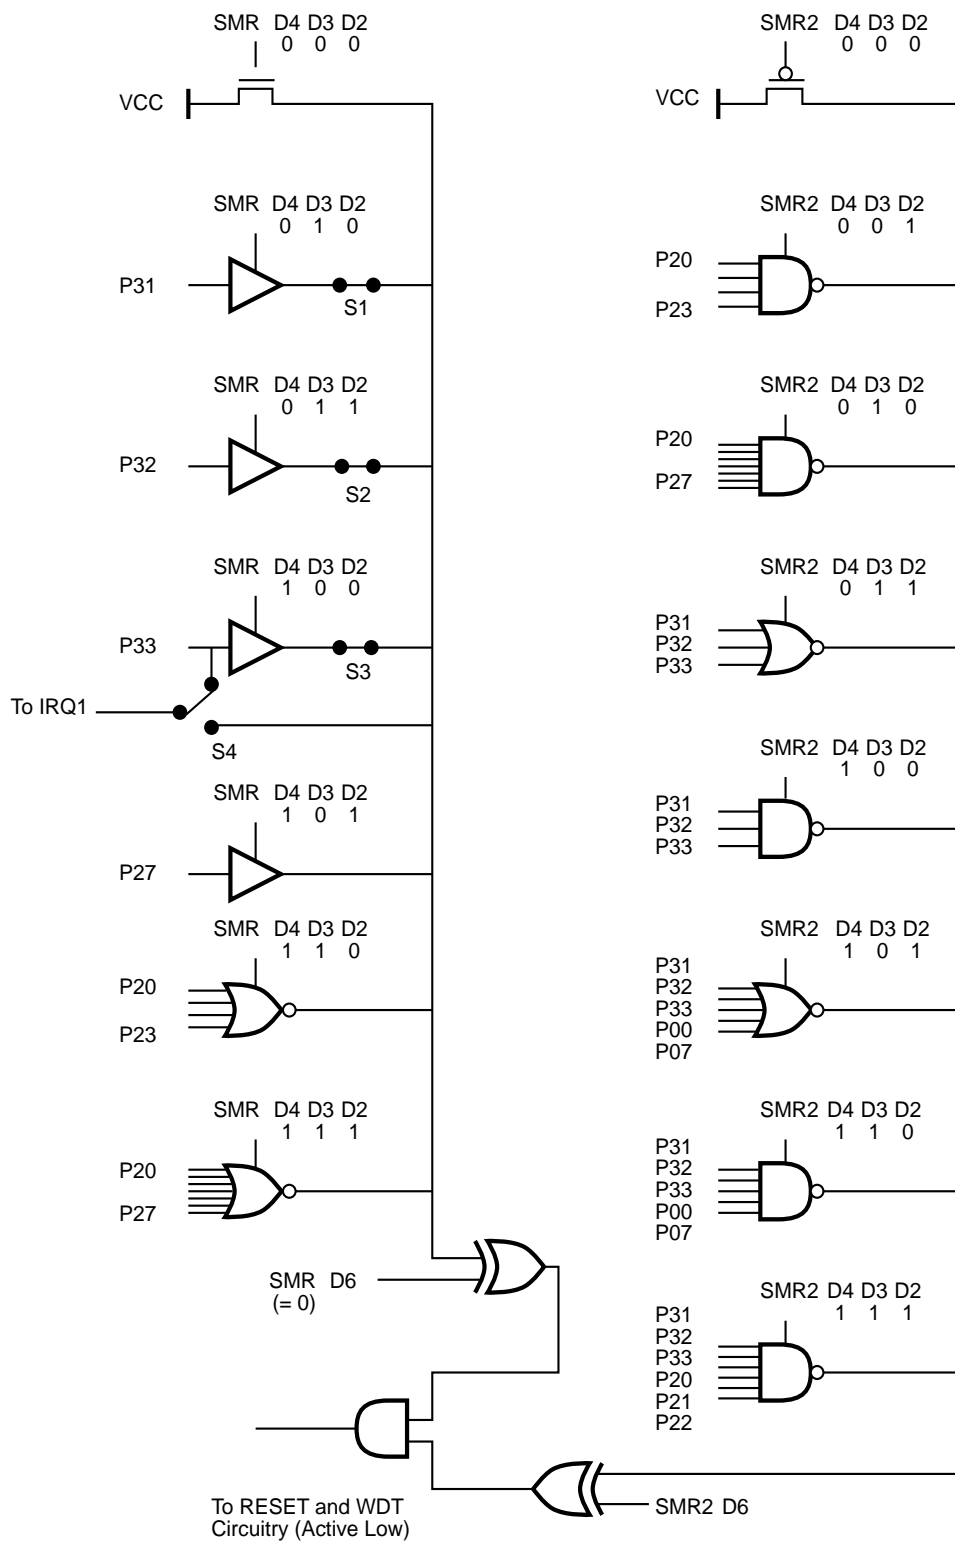 SMR D4 D3 D2
0 0 0
VCC
SMR D4 D3 D2
0 1 0
P31
S1
SMR D4 D3 D2
0 1 1
P32
S2
SMR D4 D3 D2
1 0 0
P33
S3
To IRQ1
S4
SMR D4 D3 D2
1 0 1
P27
SMR D4 D3 D2
1 1 0
P20
P23
SMR D4 D3 D2
1 1 1
P20
P27
SMR D6
(= 0)
To RESET and WDT
Circuitry (Active Low)
SMR2 D4 D3 D2
0 0 0
VCC
SMR2 D4 D3 D2
0 0 1
P20
P23
SMR2 D4 D3 D2
0 1 0
P20
P27
SMR2 D4 D3 D2
0 1 1
P31
P32
P33
SMR2 D4 D3 D2
1 0 0
P31
P32
P33
SMR2 D4 D3 D2
1 0 1
P31
P32
P33
P00
P07
SMR2 D4 D3 D2
1 1 0
P31
P32
P33
P00
P07
SMR2 D4 D3 D2
1 1 1
P31
P32
P33
P20
P21
P22
SMR2 D6